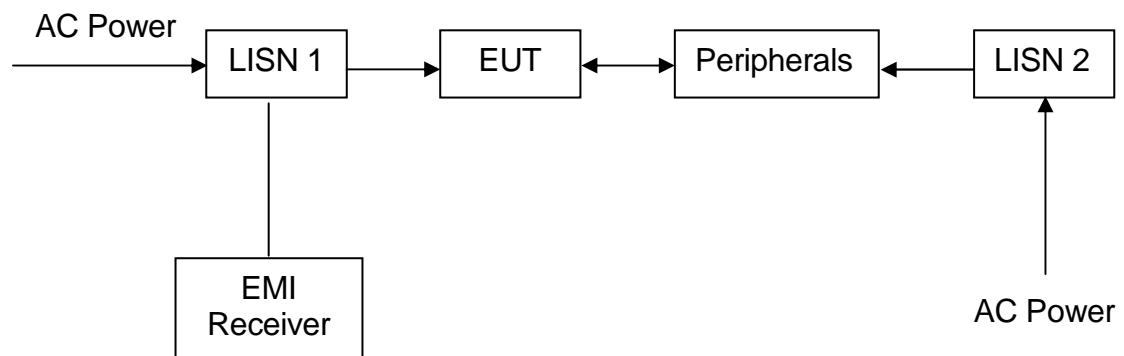 AC Power
LISN 1
EUT
Peripherals
LISN 2
EMI
Receiver
AC Power